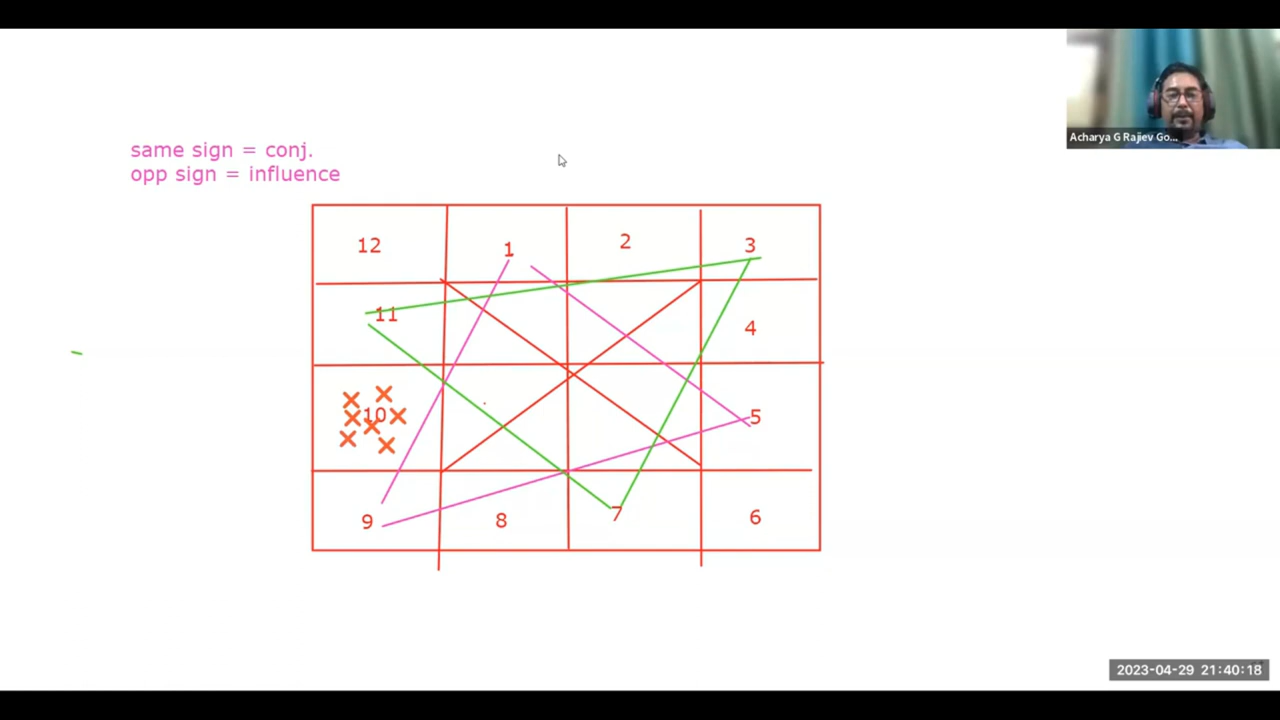 Acharya G Rajiev Go...
same sign = conj.
opp sign = influence
12 1 2 3
11 4
10 5
9 8 7 6
2023-04-29 21:40:18